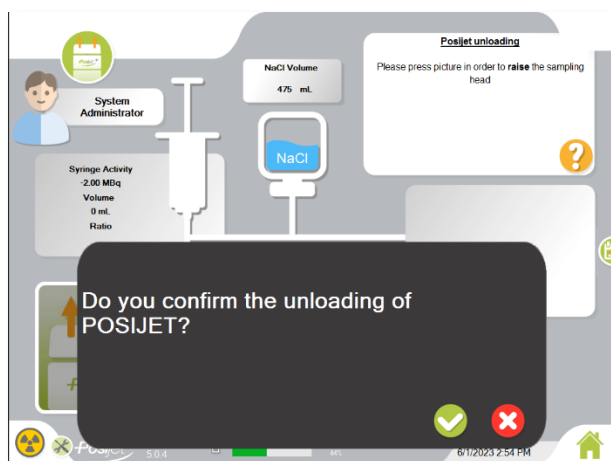 Posijet unloading
Please press picture in order to raise the sampling
head
NaCl Volume
475 mL
System
Administrator
NaCl
Syringe Activity
-2.00 MBq
Volume
0 mL
Ratio
Do you confirm the unloading of
POSIJET?
Posijet
5.0.4
44%
6/1/2023 2:54 PM